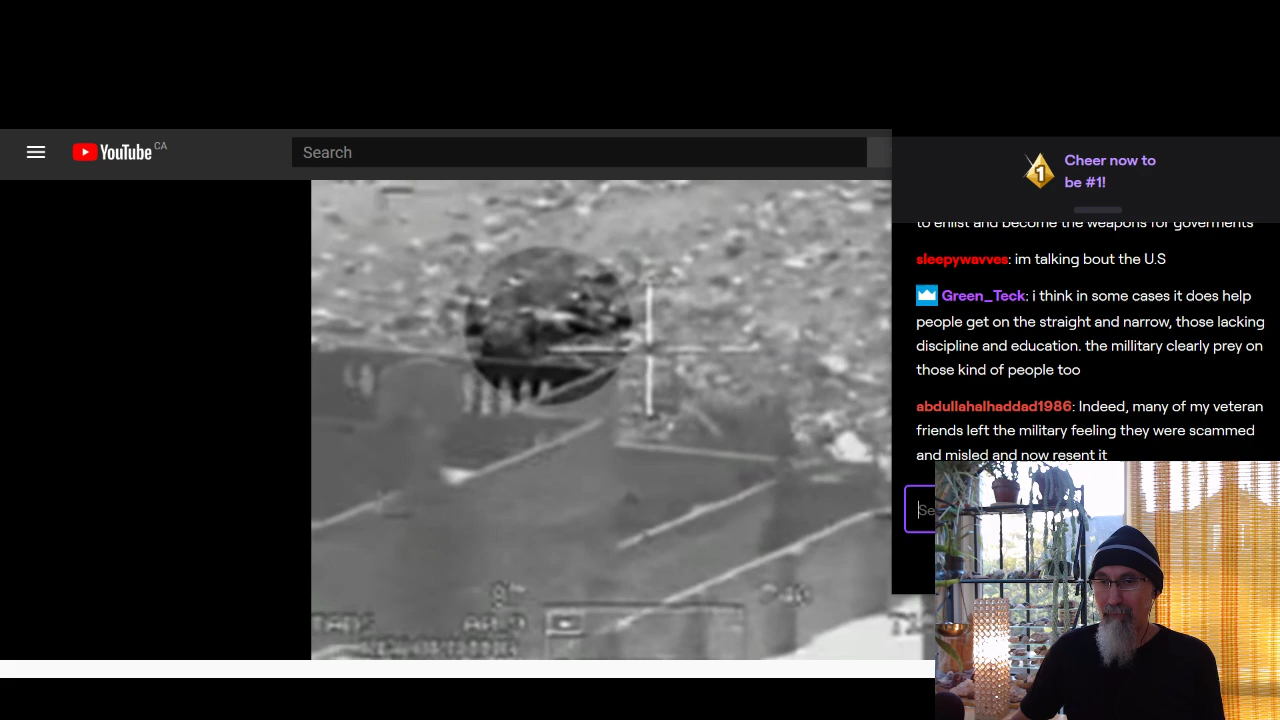 YouTube CA
Search
Cheer now to
be #1!
to enlist and become the weapons for goverments
sleepywavves: im talking bout the U.S
Green_Teck: i think in some cases it does help
people get on the straight and narrow, those lacking
discipline and education. the millitary clearly prey on
those kind of people too
abdullahalhaddad1986: Indeed, many of my veteran
friends left the military feeling they were scammed
and misled and now resent it
Se